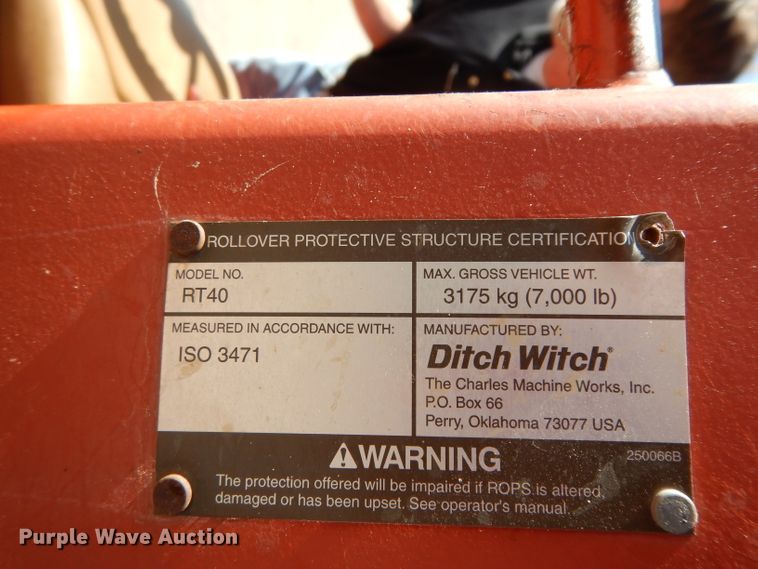 ROLLOVER PROTECTIVE STRUCTURE CERTIFICATION
MODEL NO.
RT40
MAX. GROSS VEHICLE WT.
3175 kg (7,000 lb)
MEASURED IN ACCORDANCE WITH:
ISO 3471
MANUFACTURED BY:
Ditch Witch®
The Charles Machine Works, Inc.
P.O. Box 66
Perry, Oklahoma 73077 USA
WARNING
250066B
The protection offered will be impaired if ROPS is altered,
damaged or has been upset. See operator's manual.
Purple Wave Auction